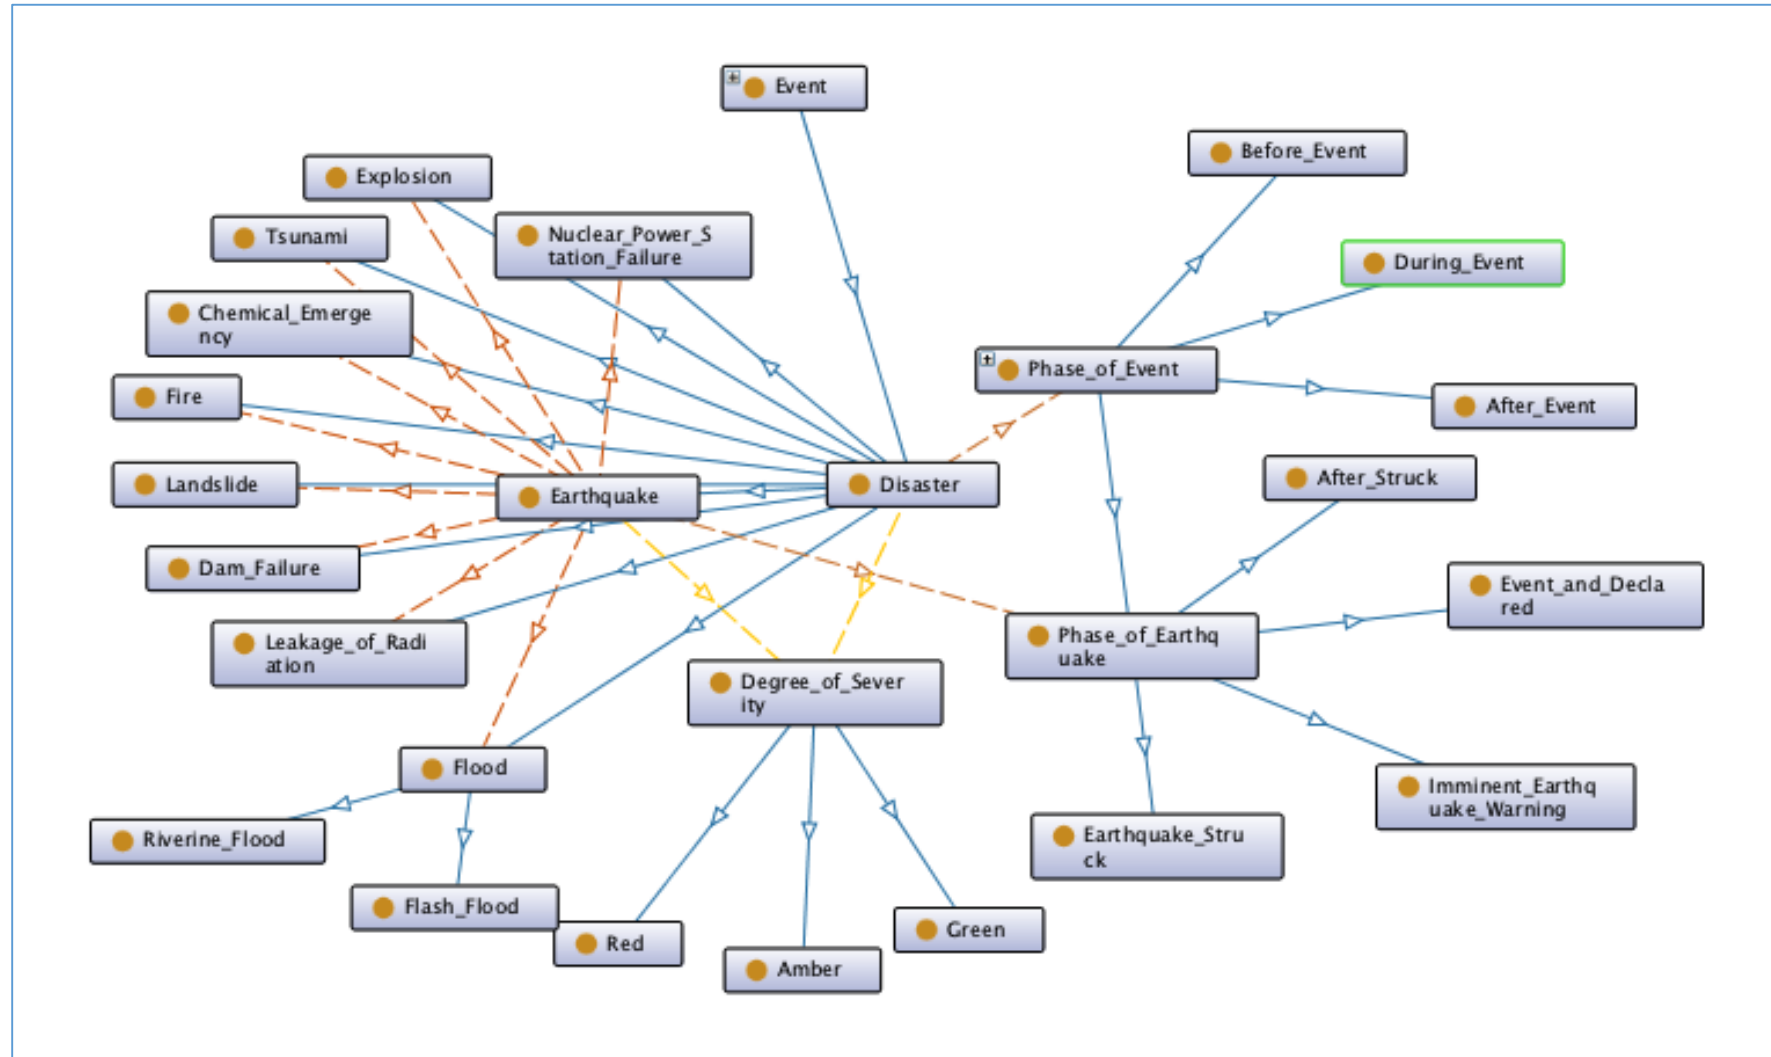 Event
Before_Event
Explosion
Tsunami
Nuclear_Power_S
tation_Failure
During_Event
Chemical_Emerge
ncy
Phase_of_Event
Fire
After_Event
Landslide
Earthquake
Disaster
After_Struck
Dam_Failure
Event_and_Decla
red
Leakage_of_Radi
ation
Phase_of_Earthq
uake
Degree_of_Sever
ity
Flood
Imminent_Earthq
uake_Warning
Riverine_Flood
Earthquake_Stru
ck
Flash_Flood
Red
Green
Amber